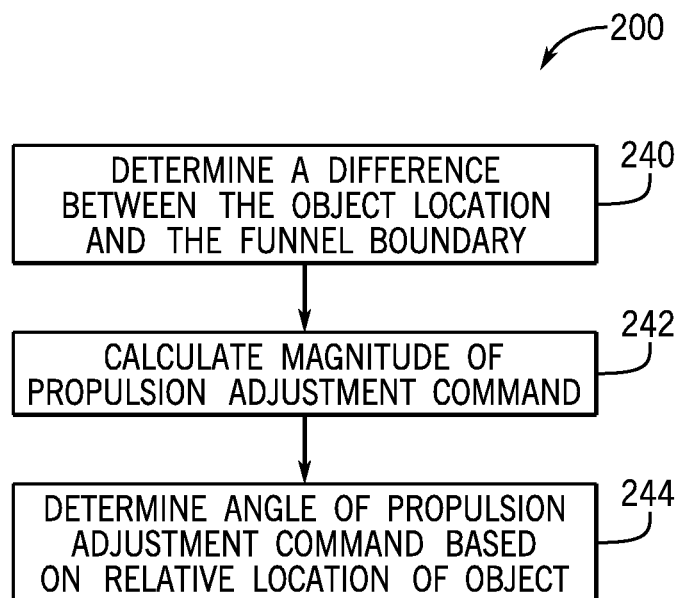 200
DETERMINE A DIFFERENCE
BETWEEN THE OBJECT LOCATION
AND THE FUNNEL BOUNDARY
240
CALCULATE MAGNITUDE OF
PROPULSION ADJUSTMENT COMMAND
242
DETERMINE ANGLE OF PROPULSION
ADJUSTMENT COMMAND BASED
ON RELATIVE LOCATION OF OBJECT
244